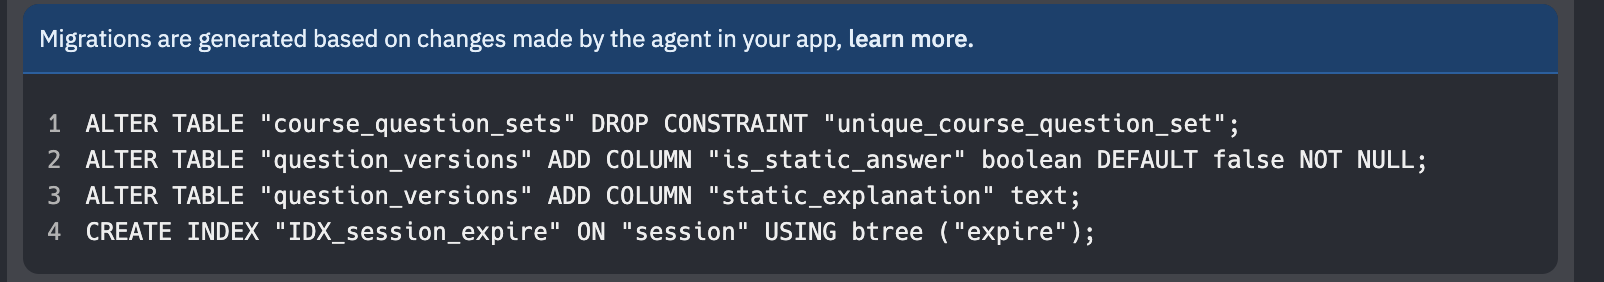 Migrations are generated based on changes made by the agent in your app, learn more.
1 ALTER TABLE "course_question_sets" DROP CONSTRAINT "unique_course_question_set";
2 ALTER TABLE "question_versions" ADD COLUMN "is_static_answer" boolean DEFAULT false NOT NULL;
3 ALTER TABLE "question_versions" ADD COLUMN "static_explanation" text;
4 CREATE INDEX "IDX_session_expire" ON "session" USING btree ("expire");